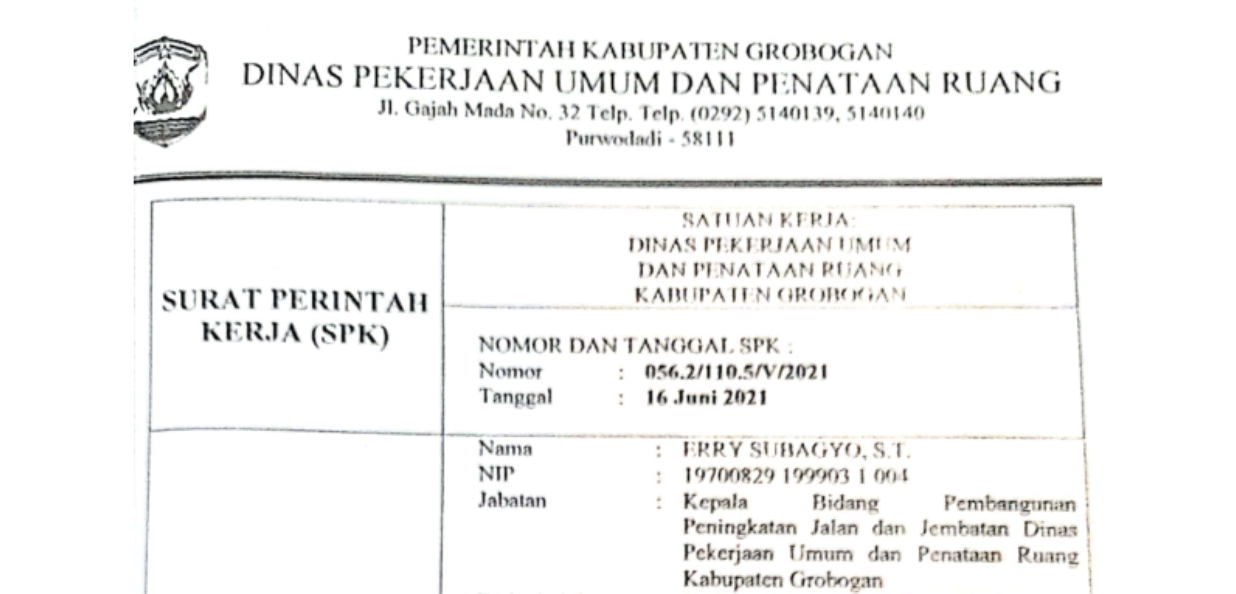 PEMERINTAH KABUPATEN GROBOGAN
DINAS PEKERJAAN UMUM DAN PENATAAN RUANG
Jl. Gajah Mada No. 32 Telp. Telp. (0292) 5140139, 5140140
Purwodadi - 58111
SURAT PERINTAH
KERJA (SPK)
SATUAN KERJA:
DINAS PEKERJAAN UMUM
DAN PENATAAN RUANG
KABUPATEN GROBOGAN
NOMOR DAN TANGGAL SPK :
Nomor : 056.2/110.5/V/2021
Tanggal : 16 Juni 2021
Nama : ERRY SUBAGYO, S.T.
NIP : 19700829 199903 1 004
Jabatan : Kepala Bidang Pembangunan
Peningkatan Jalan dan Jembatan Dinas
Pekerjaan Umum dan Penataan Ruang
Kabupaten Grobogan